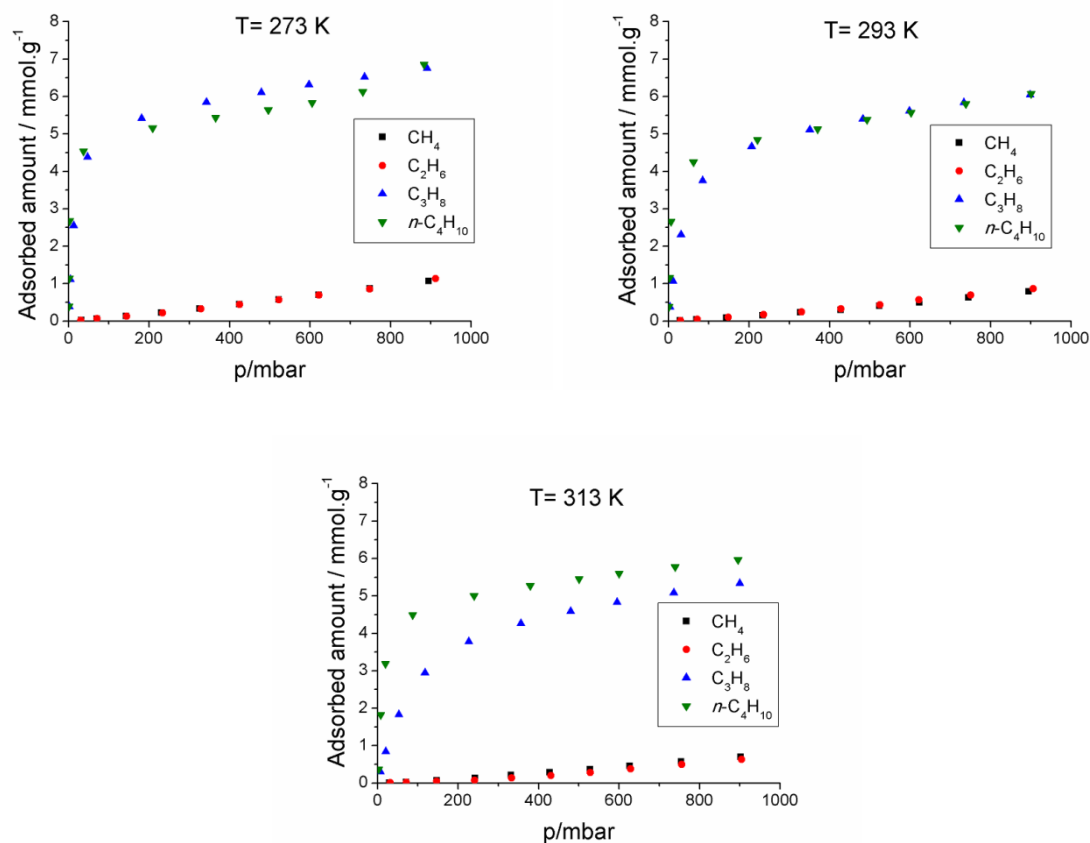 T= 273 K
Adsorbed amount / mmol.g⁻¹
8
7
6
5
4
3
2
1
0
CH₄
C₂H₆
C₃H₈
n-C₄H₁₀
0 200 400 600 800 1000
p/mbar
T= 293 K
Adsorbed amount / mmol.g⁻¹
8
7
6
5
4
3
2
1
0
CH₄
C₂H₆
C₃H₈
n-C₄H₁₀
0 200 400 600 800 1000
p/mbar
T= 313 K
Adsorbed amount / mmol.g⁻¹
8
7
6
5
4
3
2
1
0
CH₄
C₂H₆
C₃H₈
n-C₄H₁₀
0 200 400 600 800 1000
p/mbar